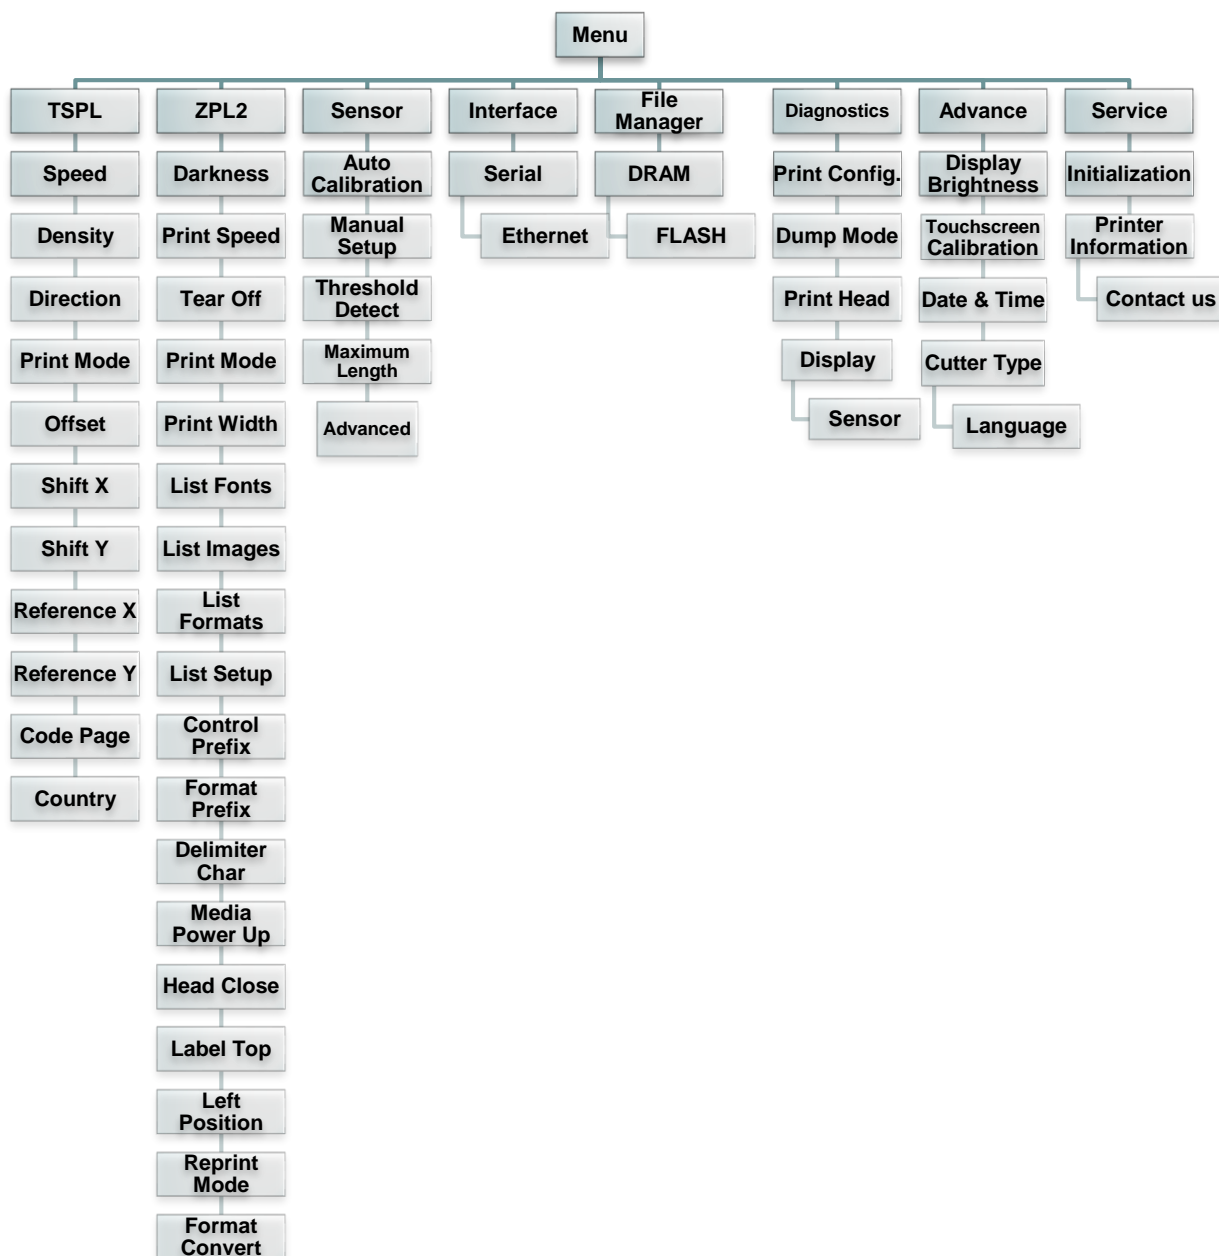 Menu
TSPL
Speed
Density
Direction
Print Mode
Offset
Shift X
Shift Y
Reference X
Reference Y
Code Page
Country
ZPL2
Darkness
Print Speed
Tear Off
Print Mode
Print Width
List Fonts
List Images
List
Formats
List Setup
Control
Prefix
Format
Prefix
Delimiter
Char
Media
Power Up
Head Close
Label Top
Left
Position
Reprint
Mode
Format
Convert
Sensor
Auto
Calibration
Manual
Setup
Threshold
Detect
Maximum
Length
Advanced
Interface
Serial
Ethernet
File
Manager
DRAM
FLASH
Diagnostics
Print Config.
Dump Mode
Print Head
Display
Sensor
Advance
Display
Brightness
Touchscreen
Calibration
Date & Time
Cutter Type
Language
Service
Initialization
Printer
Information
Contact us